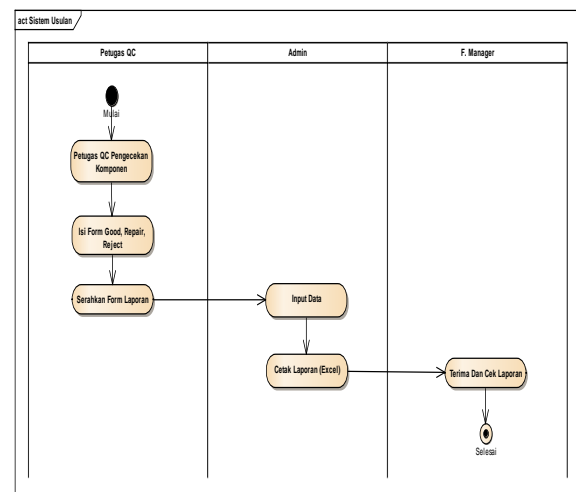 act Sistem Usulan
Petugas QC
Admin
F. Manager
Mulai
Petugas QC Pengecekan
Komponen
Isi Form Good, Repair,
Reject
Serahkan Form Laporan
Input Data
Cetak Laporan (Excel)
Terima Dan Cek Laporan
Selesai